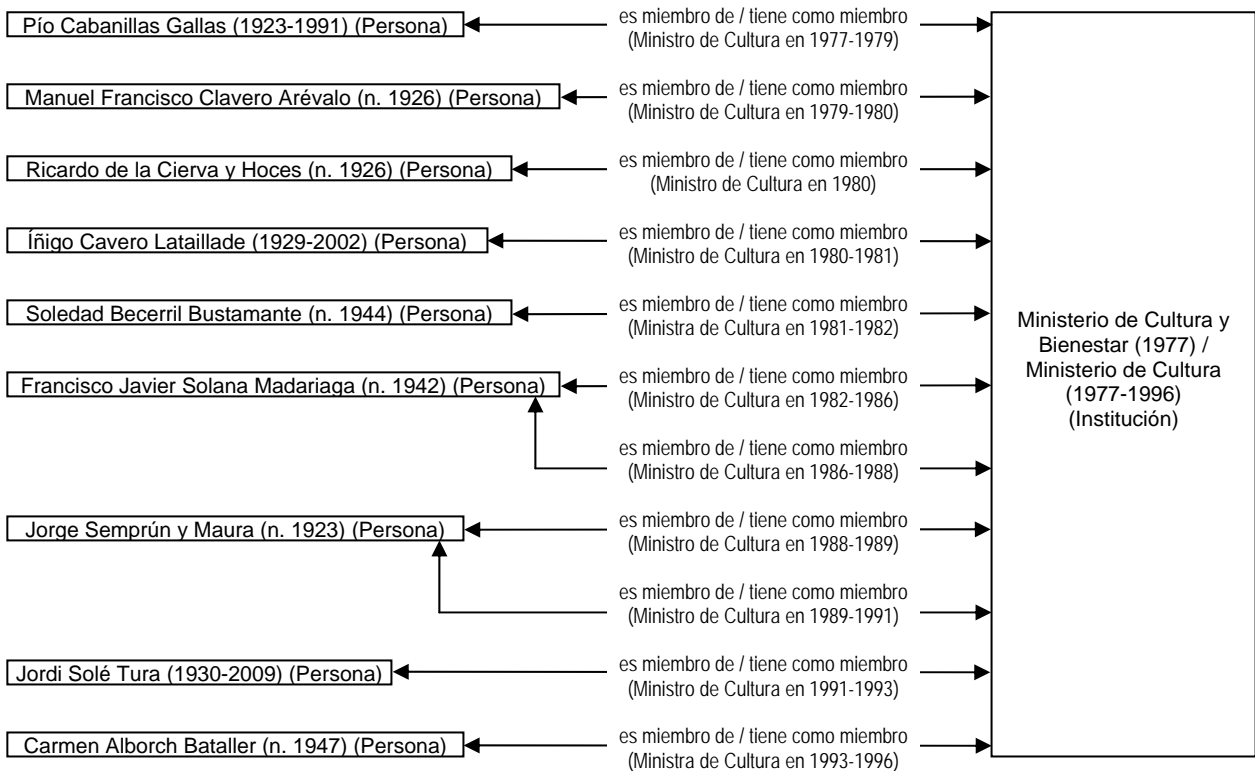 Pío Cabanillas Gallas (1923-1991) (Persona)
es miembro de / tiene como miembro
(Ministro de Cultura en 1977-1979)
Manuel Francisco Clavero Arévalo (n. 1926) (Persona)
es miembro de / tiene como miembro
(Ministro de Cultura en 1979-1980)
Ricardo de la Cierva y Hoces (n. 1926) (Persona)
es miembro de / tiene como miembro
(Ministro de Cultura en 1980)
Íñigo Cavero Lataillade (1929-2002) (Persona)
es miembro de / tiene como miembro
(Ministro de Cultura en 1980-1981)
Soledad Becerril Bustamante (n. 1944) (Persona)
es miembro de / tiene como miembro
(Ministra de Cultura en 1981-1982)
Francisco Javier Solana Madariaga (n. 1942) (Persona)
es miembro de / tiene como miembro
(Ministro de Cultura en 1982-1986)
es miembro de / tiene como miembro
(Ministro de Cultura en 1986-1988)
Jorge Semprún y Maura (n. 1923) (Persona)
es miembro de / tiene como miembro
(Ministro de Cultura en 1988-1989)
es miembro de / tiene como miembro
(Ministro de Cultura en 1989-1991)
Jordi Solé Tura (1930-2009) (Persona)
es miembro de / tiene como miembro
(Ministro de Cultura en 1991-1993)
Carmen Alborch Bataller (n. 1947) (Persona)
es miembro de / tiene como miembro
(Ministra de Cultura en 1993-1996)
Ministerio de Cultura y
Bienestar (1977) /
Ministerio de Cultura
(1977-1996)
(Institución)